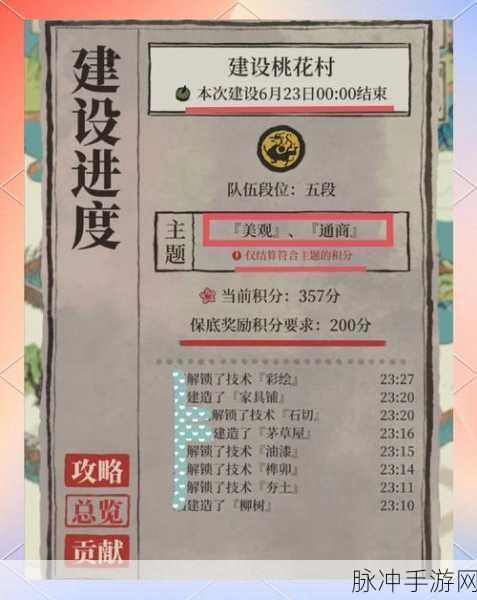 建设进度
建设桃花村
本次建设6月23日00:00结束
队伍段位：五段
主题
『美观』、『通商』
仅结算符合主题的积分
当前积分：357分
保底奖励积分要求：200分
解锁了技术『彩绘』 23:27
建造了『家具铺』 23:20
解锁了技术『石切』 23:20
建造了『茅草屋』 23:16
解锁了技术『油漆』 23:15
解锁了技术『榫卯』 23:14
解锁了技术『夯土』 23:11
建造了『柳树』 23:10
攻略
总览
贡献
脉冲手游网